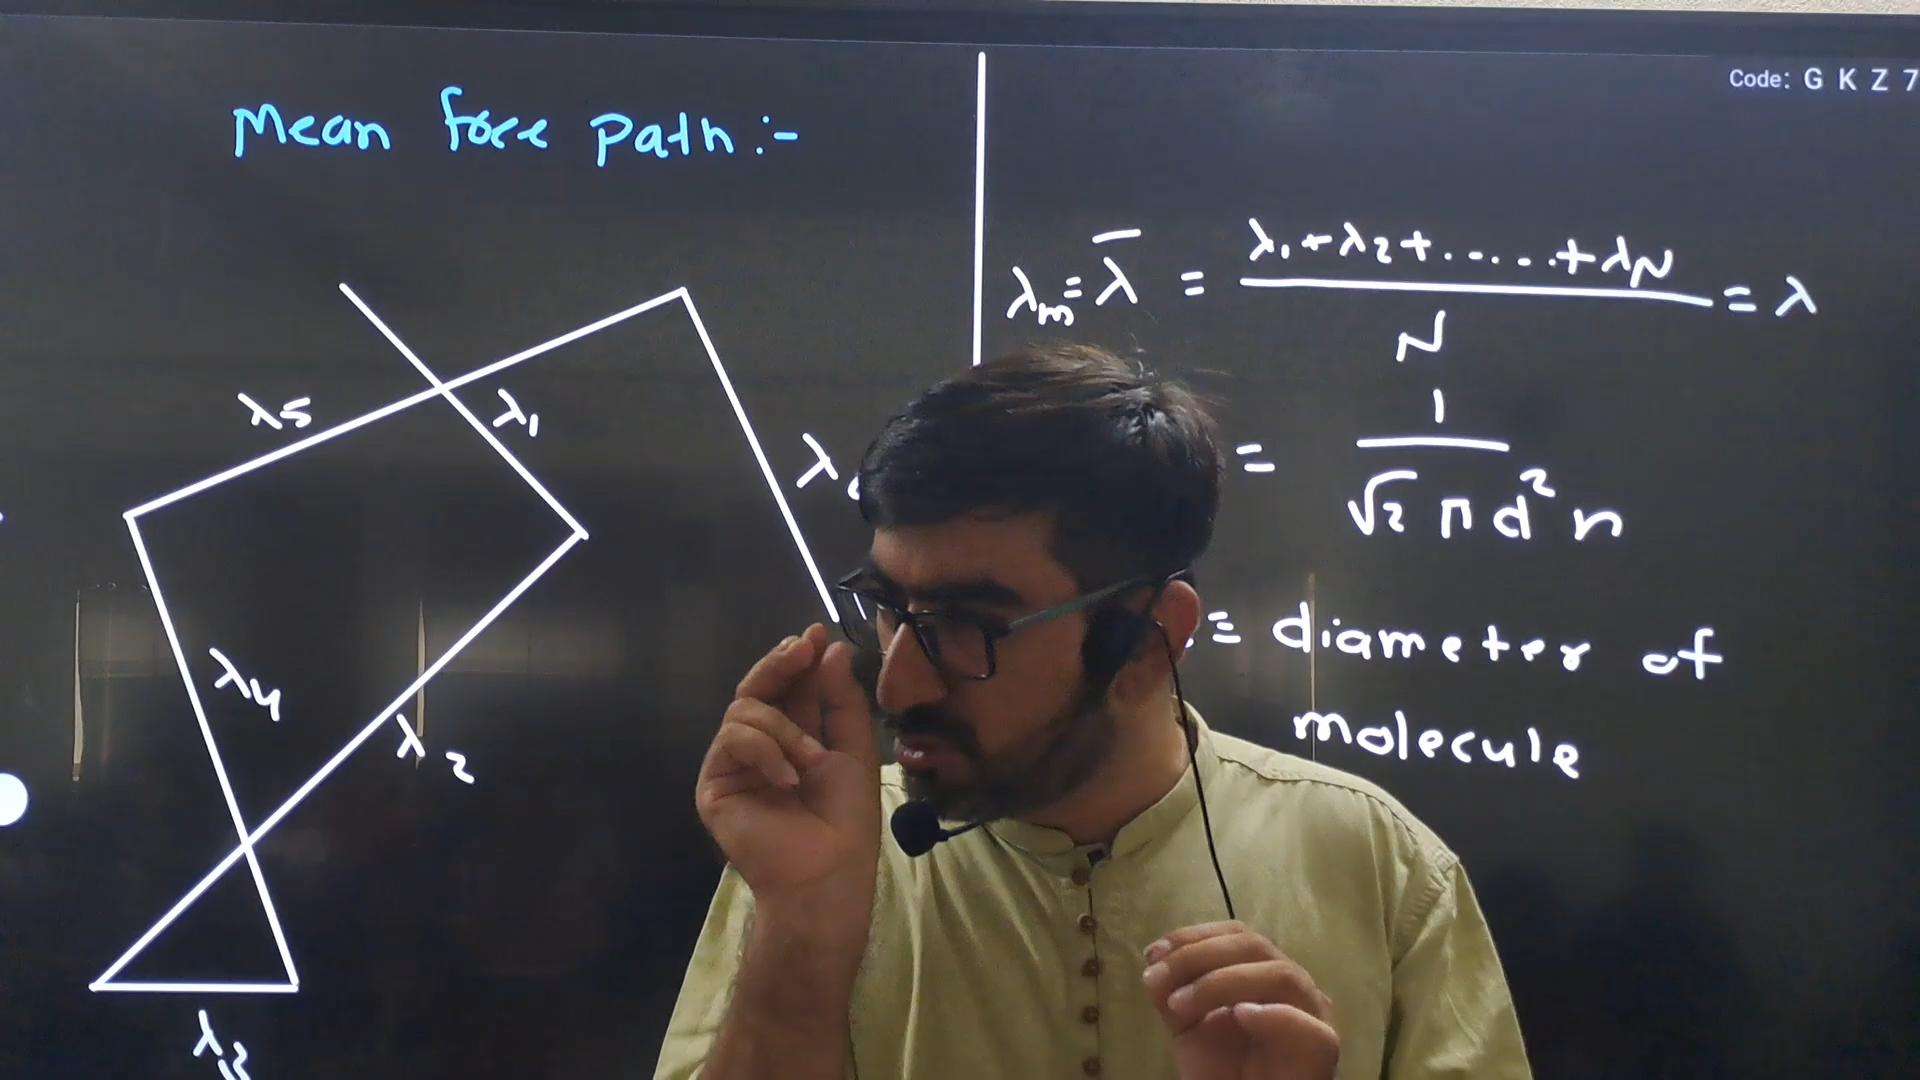 Code: G K Z 7
Mean free path :-
λm = λ̅ = (λ1 + λ2 + ...... + λN) / N = λ
= 1 / √2 π d² n
≡ diameter of
molecule
λ5
λ1
λ4
λ2
λ3